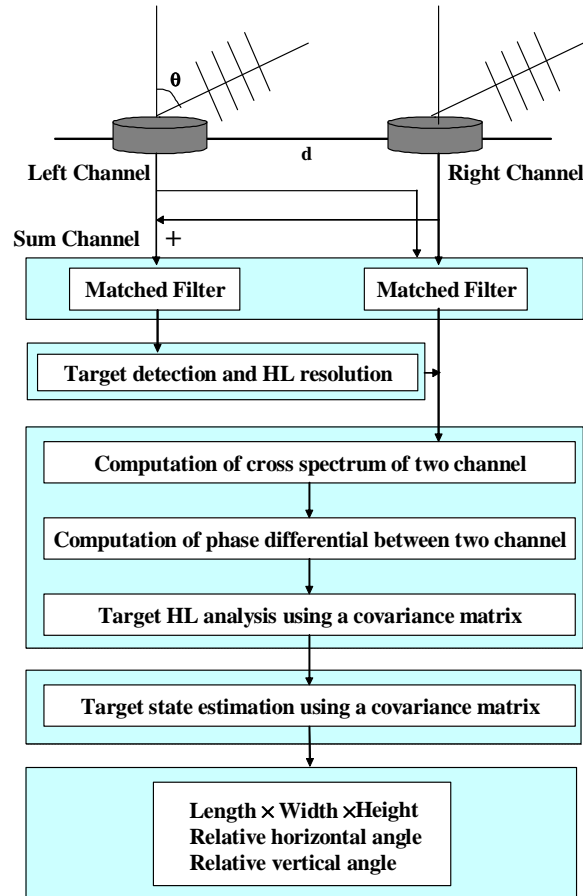 θ
d
Left Channel
Right Channel
Sum Channel +
Matched Filter
Matched Filter
Target detection and HL resolution
Computation of cross spectrum of two channel
Computation of phase differential between two channel
Target HL analysis using a covariance matrix
Target state estimation using a covariance matrix
Length × Width ×Height
Relative horizontal angle
Relative vertical angle